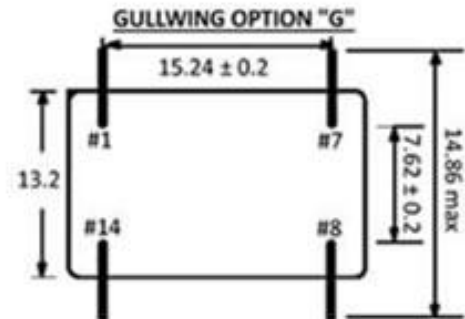 GULLWING OPTION "G"
15.24 ± 0.2
#1
#7
13.2
7.62 ± 0.2
14.86 max
#14
#8